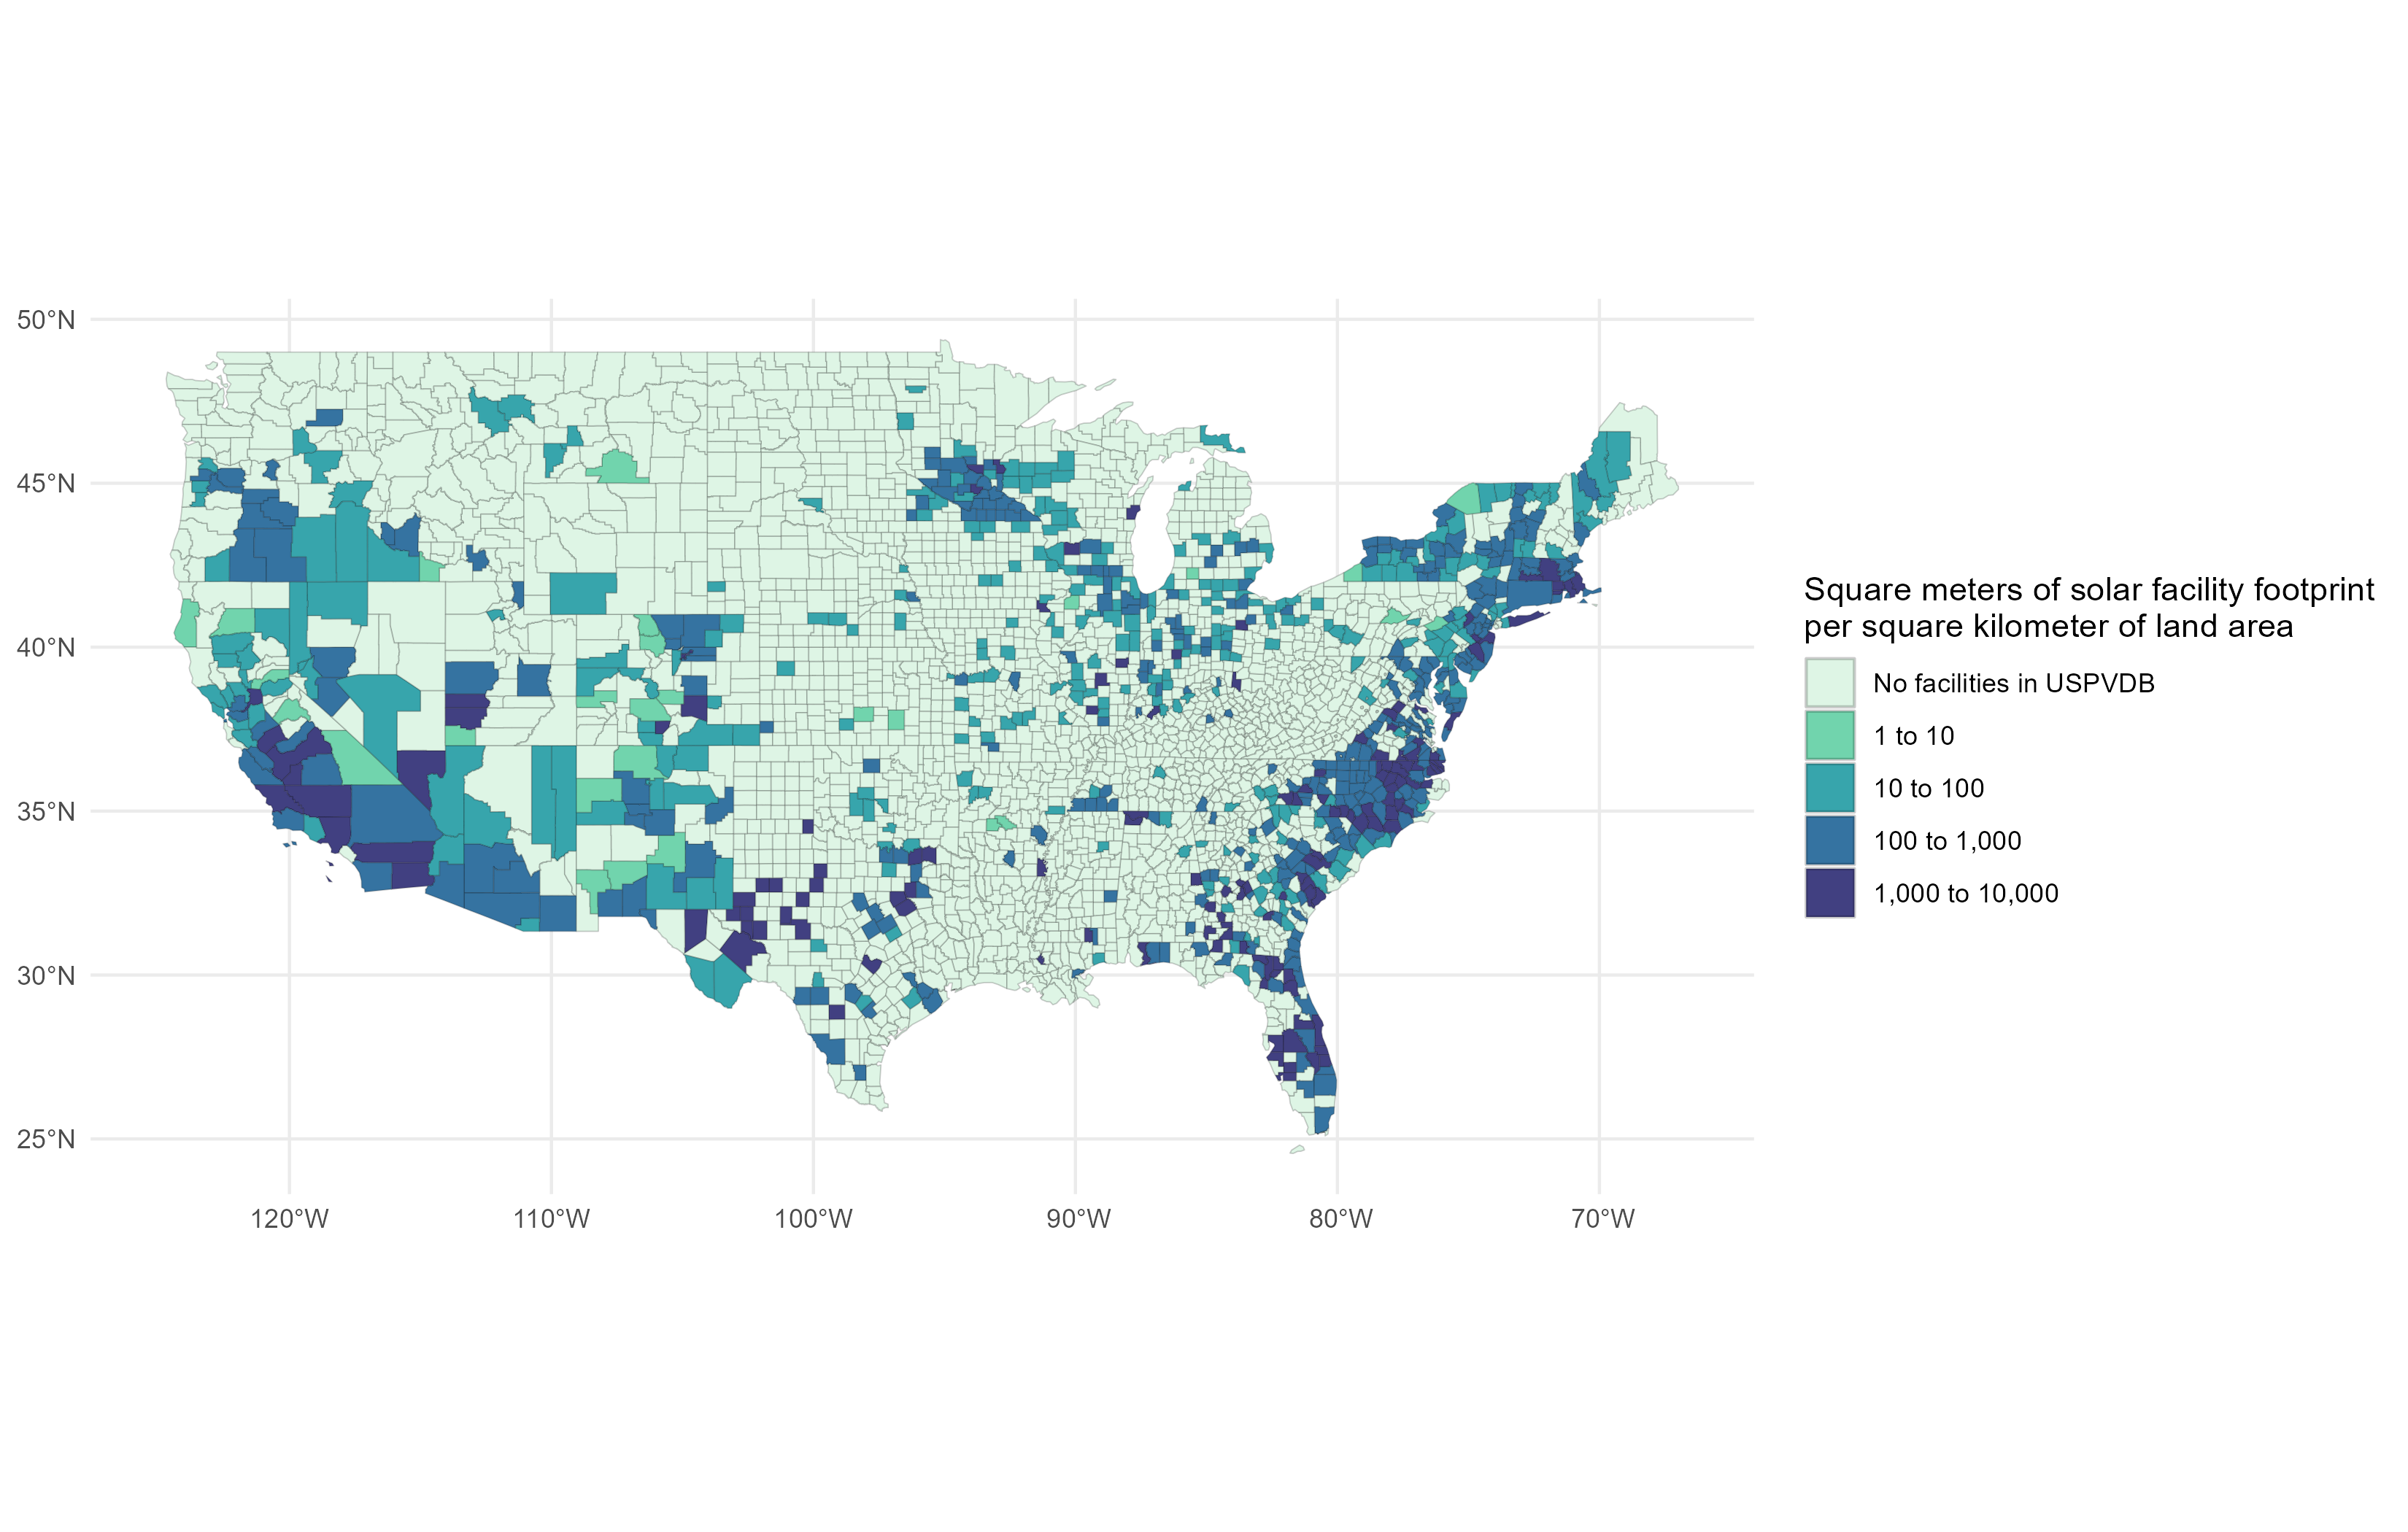 50°N
45°N
40°N
35°N
30°N
25°N
120°W
110°W
100°W
90°W
80°W
70°W
Square meters of solar facility footprint
per square kilometer of land area
No facilities in USPVDB
1 to 10
10 to 100
100 to 1,000
1,000 to 10,000